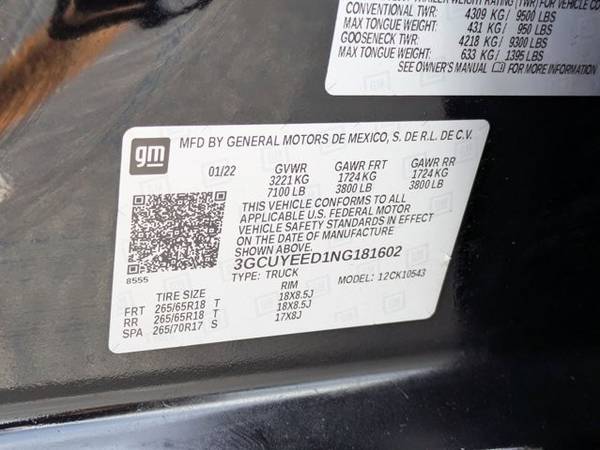 CONVENTIONAL TWR: 4309 KG / 9500 LBS
MAX TONGUE WEIGHT: 431 KG / 950 LBS
GOOSENECK TWR: 4218 KG / 9300 LBS
MAX TONGUE WEIGHT: 633 KG / 1395 LBS
SEE OWNER'S MANUAL FOR MORE INFORMATION
gm
MFD BY GENERAL MOTORS DE MEXICO, S. DE R.L. DE C.V.
01/22 GVWR GAWR FRT GAWR RR
3221 KG 1724 KG 1724 KG
7100 LB 3800 LB 3800 LB
THIS VEHICLE CONFORMS TO ALL
APPLICABLE U.S. FEDERAL MOTOR
VEHICLE SAFETY STANDARDS IN EFFECT
ON THE DATE OF MANUFACTURE
SHOWN ABOVE.
8555
3GCUYEED1NG181602
TYPE: TRUCK MODEL: 12CK10543
TIRE SIZE RIM
FRT 265/65R18 T 18X8.5J
RR 265/65R18 T 18X8.5J
SPA 265/70R17 S 17X8J